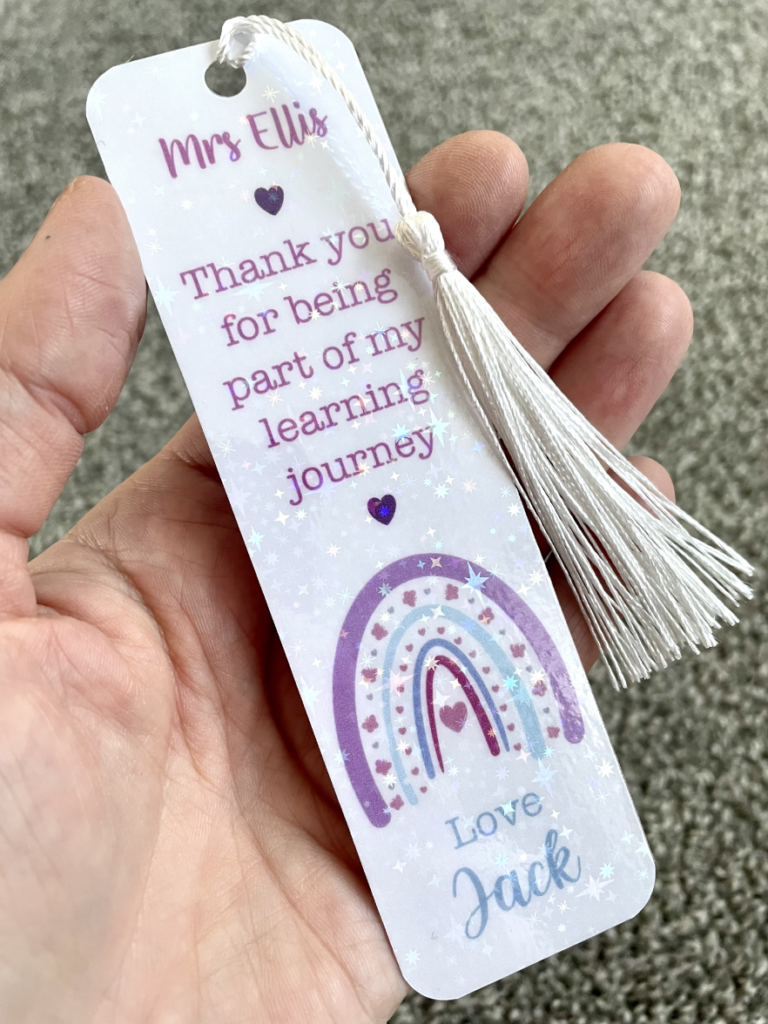 Mrs Ellis
Thank you
for being
part of my
learning
journey
Love
Jack